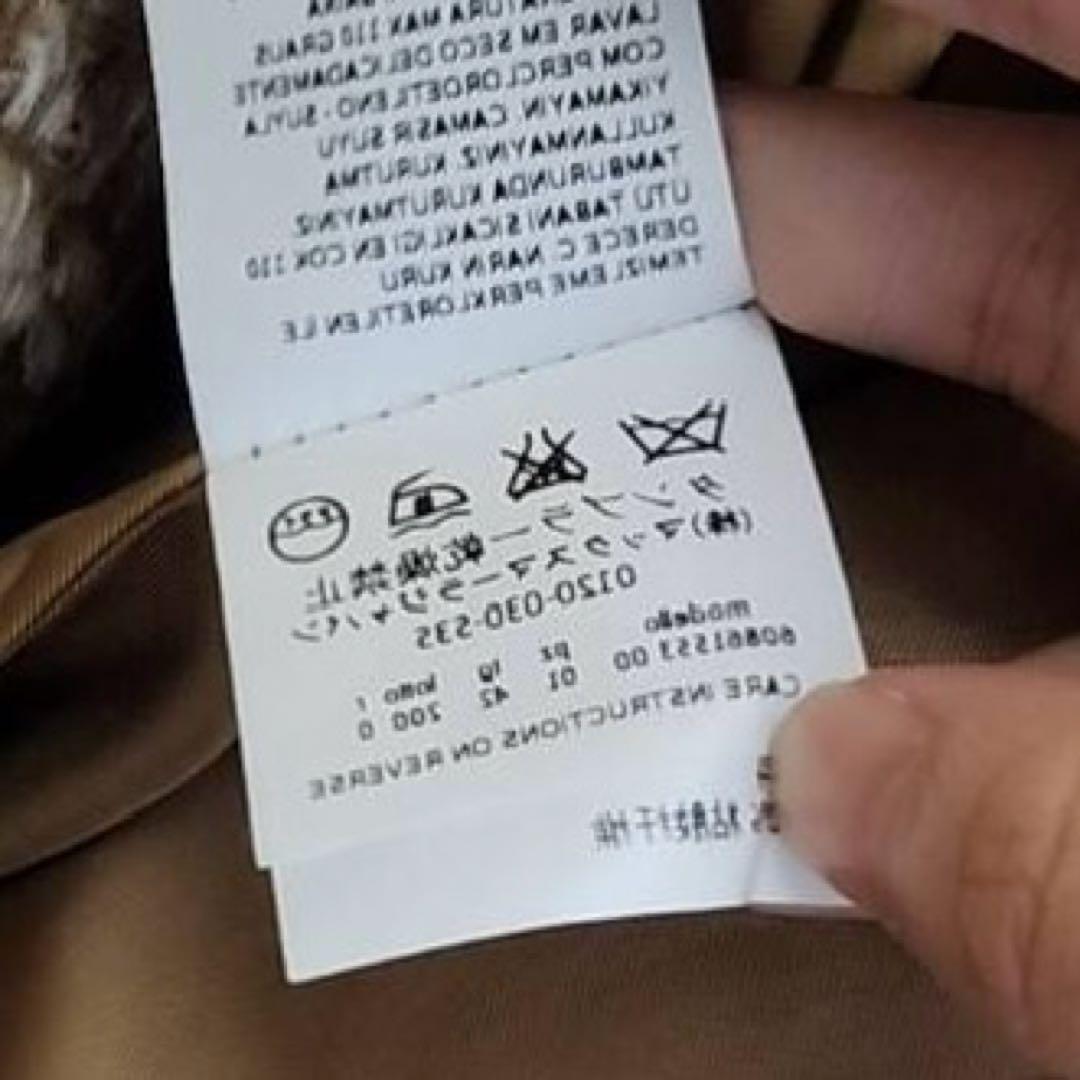 MAX 110 GRAUS
LAVAR EM SECO DELICADAMENTE
COM PERCLOROETILENO - SUYLA
YIKAMAYIN CAMASIR SUYU
KULLANMAYINIZ. KURUTMA
TAMBURUNDA KURUTMAYINIZ
UTU TABANI SICAKLIGI EN COK 110
DERECE C NARIN KURU
TEMIZLEME PERKLORETILEN LE
タンブラー乾燥禁止
(株)マックスマーラジャパン
0120-030-535
modello pz tg lotto r
60861553 00 01 42 0
CARE INSTRUCTIONS ON REVERSE